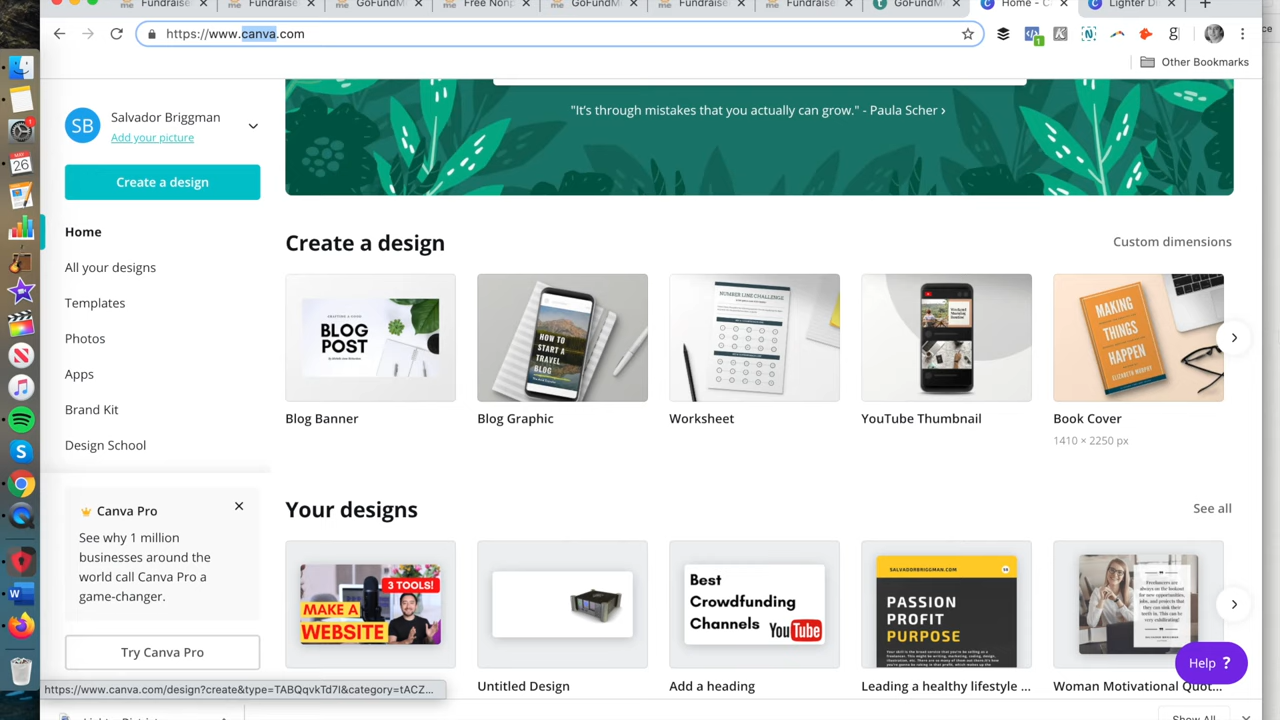 Fundraise
Fundraise
GoFundM
Free Nonp
GoFundM
Fundraise
Fundraise
GoFundM
Home - C
Lighter D
https://www.canva.com
Other Bookmarks
SB
Salvador Briggman
Add your picture
Create a design
Home
All your designs
Templates
Photos
Apps
Brand Kit
Design School
Canva Pro
See why 1 million
businesses around the
world call Canva Pro a
game-changer.
Try Canva Pro
https://www.canva.com/design?create&type=TABQqvkTd7I&category=tACZ...
"It's through mistakes that you actually can grow." - Paula Scher ›
Create a design
Custom dimensions
BLOG
POST
HOW TO
START A
TRAVEL
BLOG
NUMBER LINE CHALLENGE
MAKING
THINGS
HAPPEN
ELIZABETH MURPHY
Blog Banner
Blog Graphic
Worksheet
YouTube Thumbnail
Book Cover
1410 × 2250 px
Your designs
See all
3 TOOLS!
MAKE A
WEBSITE
Best
Crowdfunding
Channels
YouTube
SALVADORBRIGGMAN.COM
PASSION
PROFIT
PURPOSE
Untitled Design
Add a heading
Leading a healthy lifestyle ...
Woman Motivational Quot...
Help ?
Show All